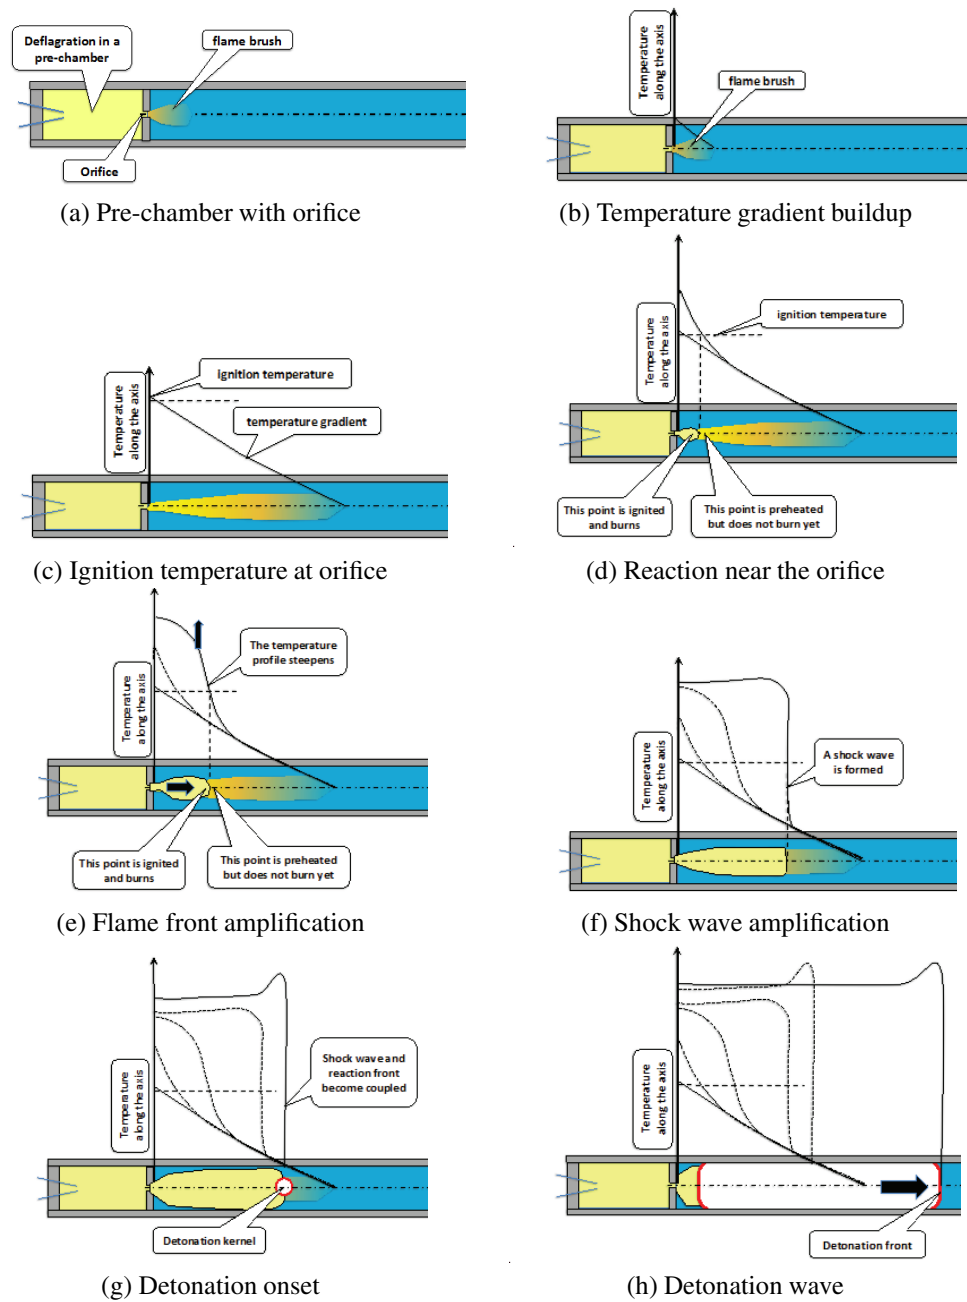 Deflagration in a
pre-chamber
flame brush
Orifice
(a) Pre-chamber with orifice
Temperature
along the axis
flame brush
(b) Temperature gradient buildup
Temperature
along the axis
Ignition temperature
temperature gradient
(c) Ignition temperature at orifice
Temperature
along the axis
ignition temperature
This point is ignited
and burns
This point is preheated
but does not burn yet
(d) Reaction near the orifice
Temperature
along the axis
The temperature
profile steepens
This point is ignited
and burns
This point is preheated
but does not burn yet
(e) Flame front amplification
Temperature
along the axis
A shock wave
is formed
(f) Shock wave amplification
Temperature
along the axis
Shock wave and
reaction front
become coupled
Detonation kernel
(g) Detonation onset
Temperature
along the axis
Detonation front
(h) Detonation wave